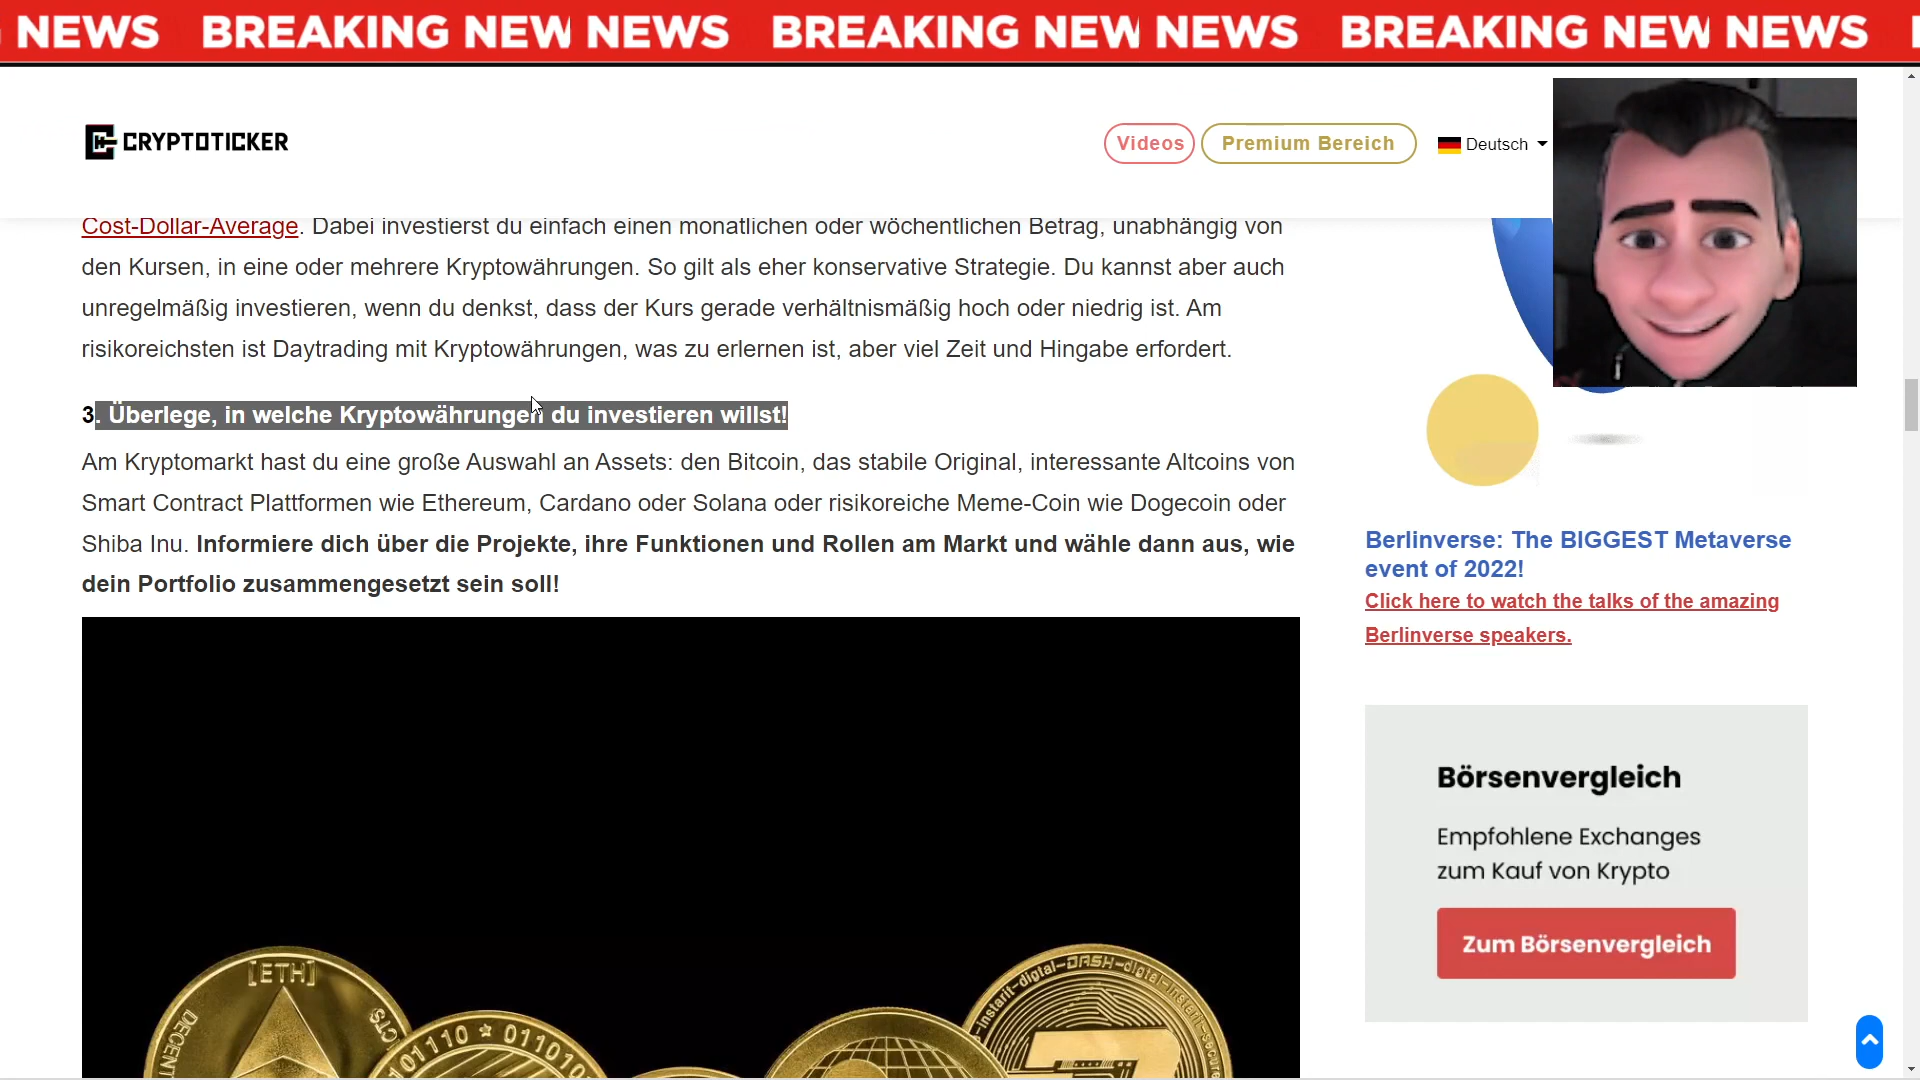 NEWS BREAKING NEW NEWS BREAKING NEW NEWS BREAKING NEW NEWS
CRYPTOTICKER
Videos
Premium Bereich
Deutsch
Cost-Dollar-Average. Dabei investierst du einfach einen monatlichen oder wöchentlichen Betrag, unabhängig von
den Kursen, in eine oder mehrere Kryptowährungen. So gilt als eher konservative Strategie. Du kannst aber auch
unregelmäßig investieren, wenn du denkst, dass der Kurs gerade verhältnismäßig hoch oder niedrig ist. Am
risikoreichsten ist Daytrading mit Kryptowährungen, was zu erlernen ist, aber viel Zeit und Hingabe erfordert.
3. Überlege, in welche Kryptowährungen du investieren willst!
Am Kryptomarkt hast du eine große Auswahl an Assets: den Bitcoin, das stabile Original, interessante Altcoins von
Smart Contract Plattformen wie Ethereum, Cardano oder Solana oder risikoreiche Meme-Coin wie Dogecoin oder
Shiba Inu. Informiere dich über die Projekte, ihre Funktionen und Rollen am Markt und wähle dann aus, wie
dein Portfolio zusammengesetzt sein soll!
[ETH]
DECEN
CTS
101110 ★ 01101
-digital-DASH-digital-
Berlinverse: The BIGGEST Metaverse
event of 2022!
Click here to watch the talks of the amazing
Berlinverse speakers.
Börsenvergleich
Empfohlene Exchanges
zum Kauf von Krypto
Zum Börsenvergleich